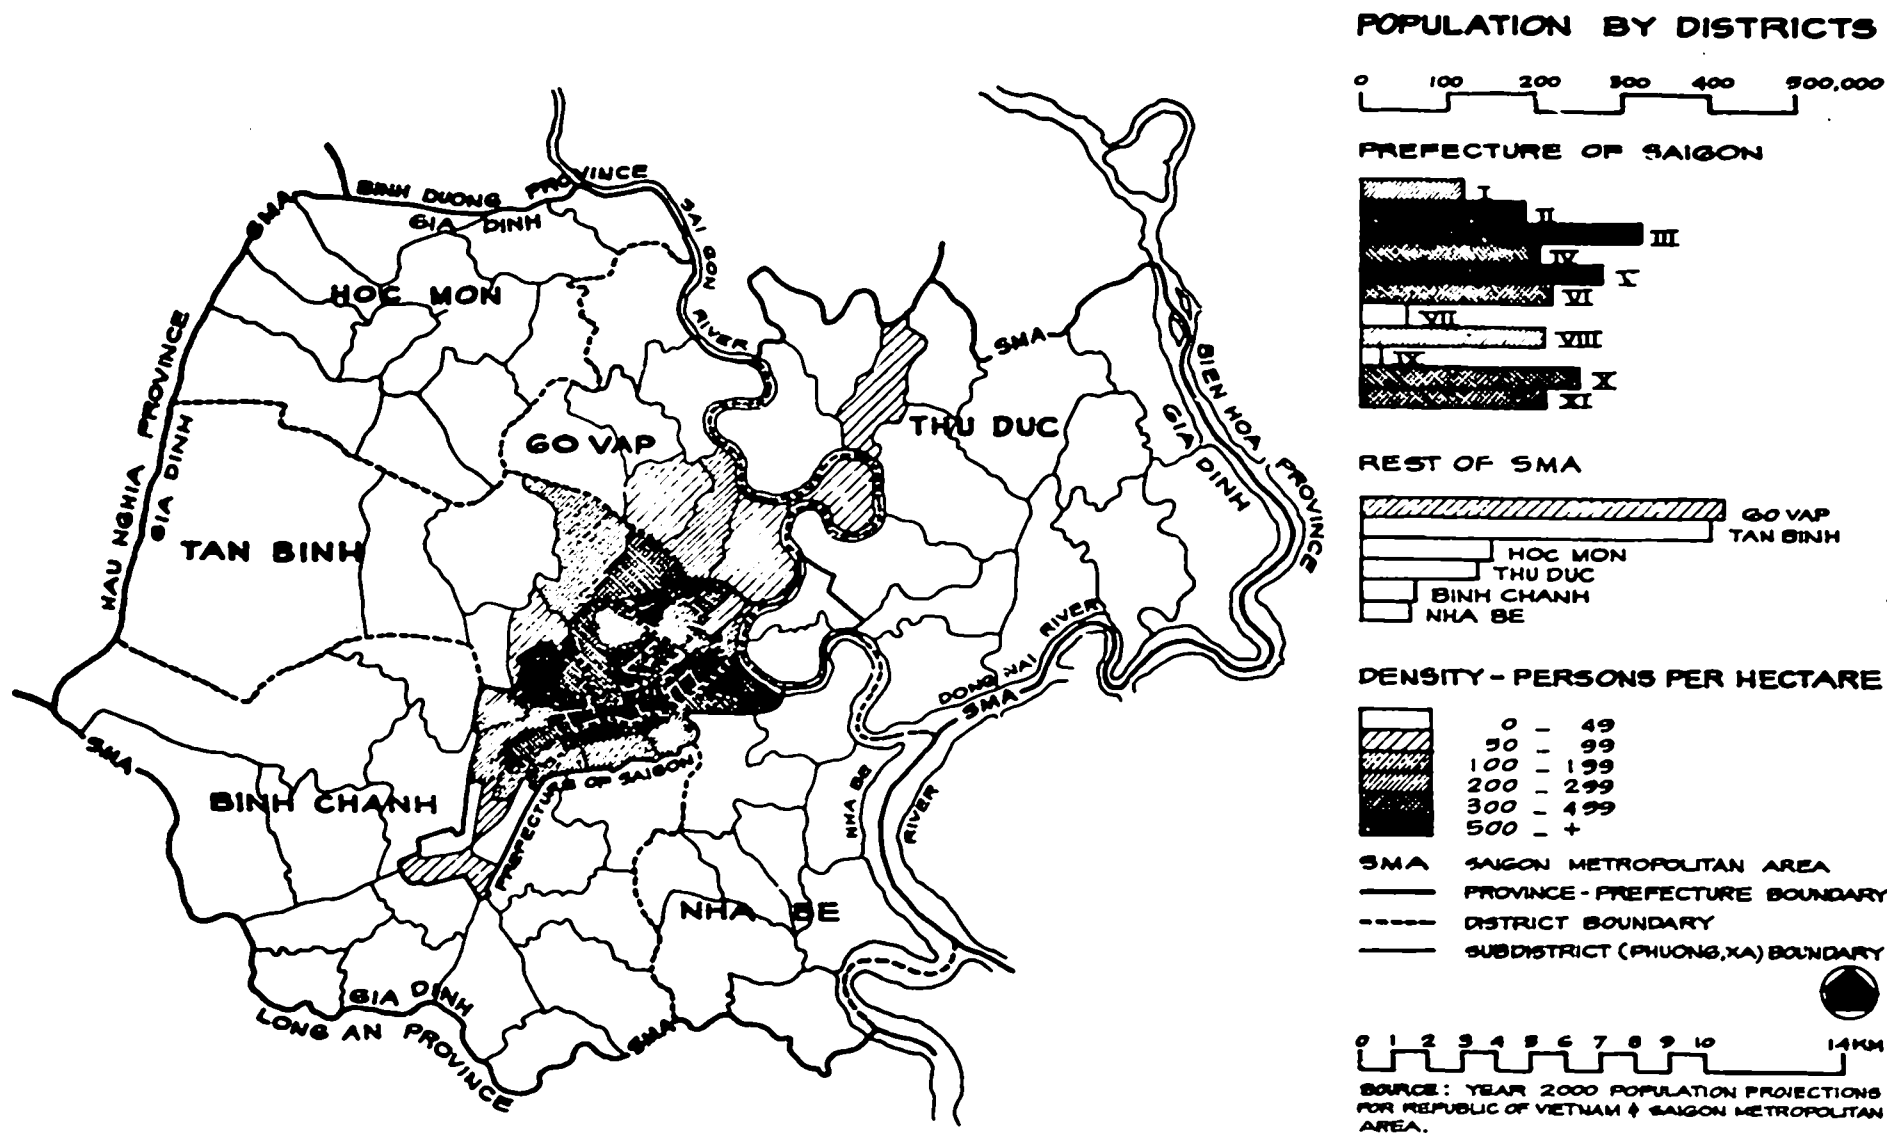 POPULATION BY DISTRICTS
0 100 200 300 400 500,000
PREFECTURE OF SAIGON
I
II
III
IV
V
VI
VII
VIII
IX
X
XI
REST OF SMA
GO VAP
TAN BINH
HOC MON
THU DUC
BINH CHANH
NHA BE
DENSITY - PERSONS PER HECTARE
0 - 49
50 - 99
100 - 199
200 - 299
300 - 499
500 - +
SMA SAIGON METROPOLITAN AREA
PROVINCE - PREFECTURE BOUNDARY
DISTRICT BOUNDARY
SUBDISTRICT (PHUONG, XA) BOUNDARY
0 1 2 3 4 5 6 7 8 9 10 14 KM
SOURCE: YEAR 2000 POPULATION PROJECTIONS
FOR REPUBLIC OF VIETNAM & SAIGON METROPOLITAN
AREA.
SMA
BINH DUONG PROVINCE
GIA DINH
SAI GON
RIVER
HOC MON
HAU NGHIA PROVINCE
GIA DINH
GO VAP
THU DUC
SMA
BIEN HOA PROVINCE
GIA DINH
TAN BINH
DONG NAI RIVER
SMA
SMA
BINH CHANH
PREFECTURE OF SAIGON
NHA BE
RIVER
NHA BE
GIA DINH
LONG AN PROVINCE
SMA